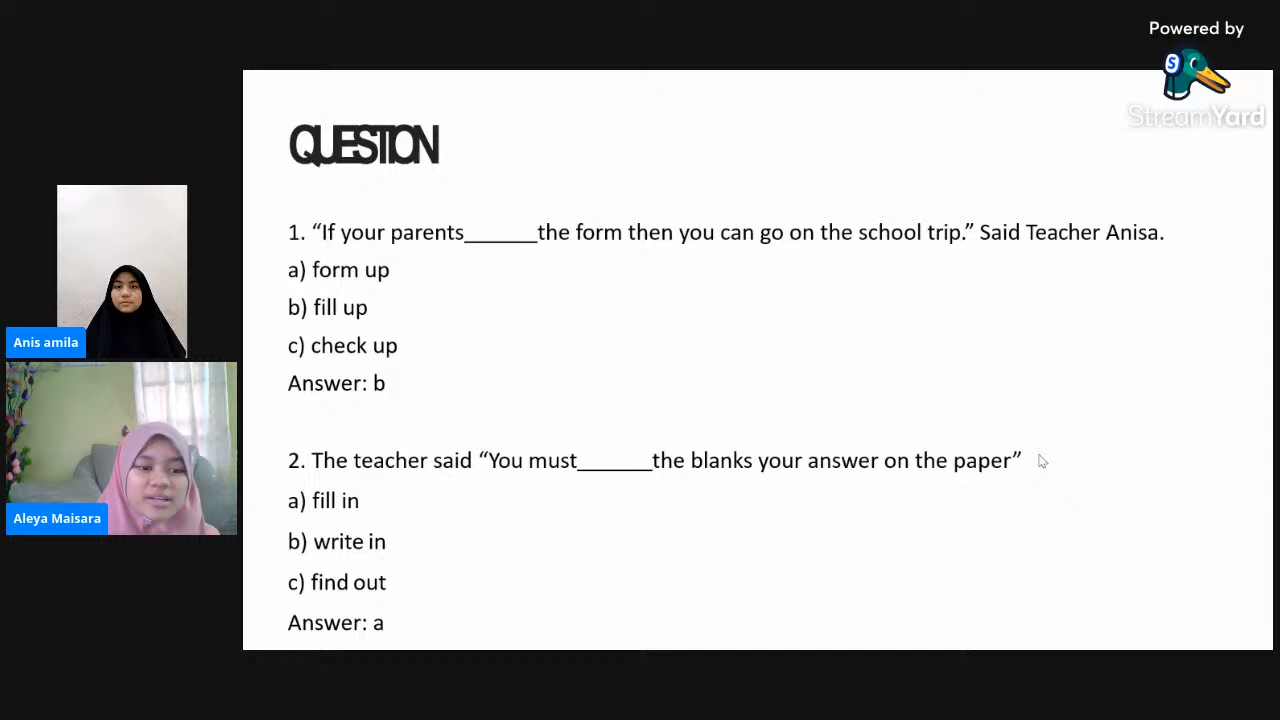 Powered by
S
StreamYard
QUESTION
1. “If your parents______the form then you can go on the school trip.” Said Teacher Anisa.
a) form up
b) fill up
c) check up
Answer: b
2. The teacher said “You must______the blanks your answer on the paper”
a) fill in
b) write in
c) find out
Answer: a
Anis amila
Aleya Maisara